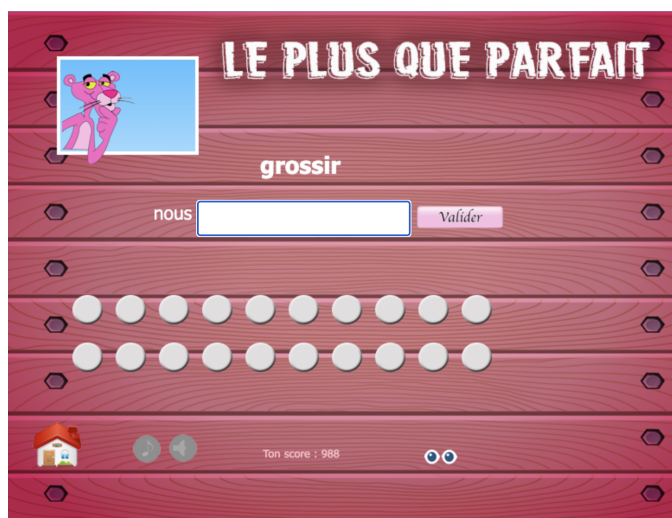 LE PLUS QUE PARFAIT
grossir
nous
Valider
Ton score : 988